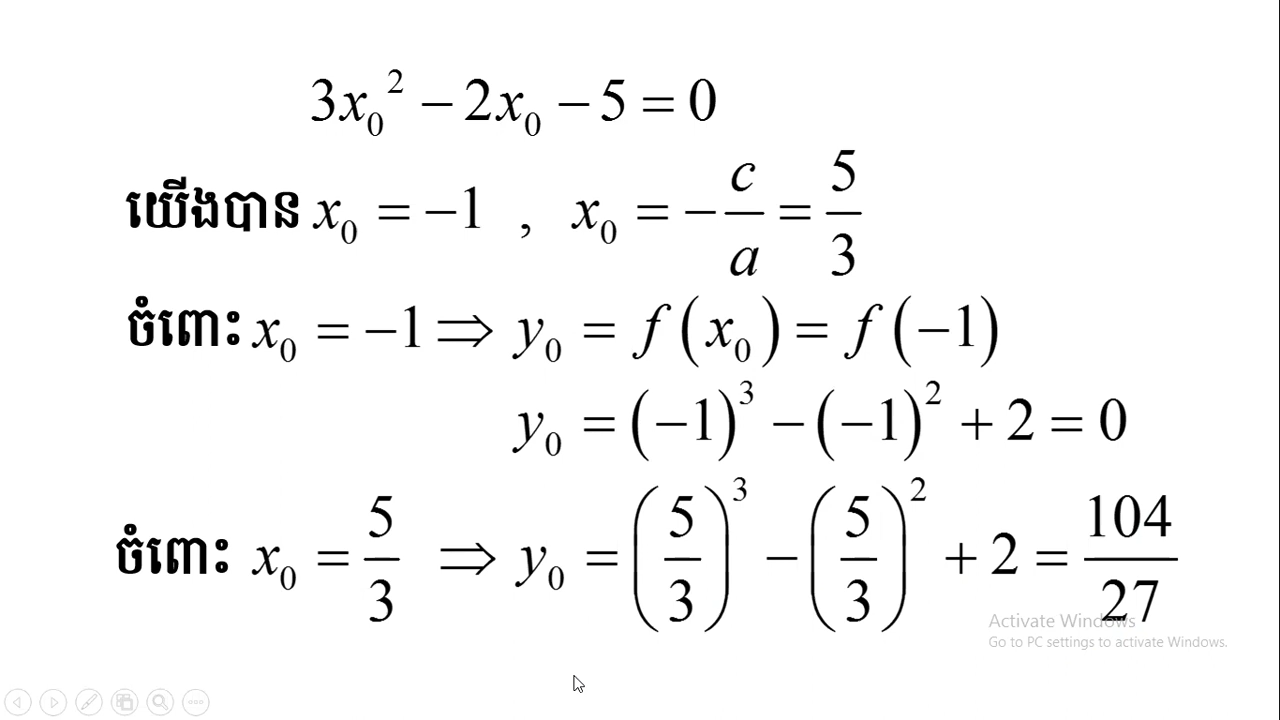 3x₀² − 2x₀ − 5 = 0
យើងបាន x₀ = −1 , x₀ = −c/a = 5/3
ចំពោះ x₀ = −1 ⇒ y₀ = f(x₀) = f(−1)
y₀ = (−1)³ − (−1)² + 2 = 0
ចំពោះ x₀ = 5/3 ⇒ y₀ = (5/3)³ − (5/3)² + 2 = 104/27
Activate Windows
Go to PC settings to activate Windows.